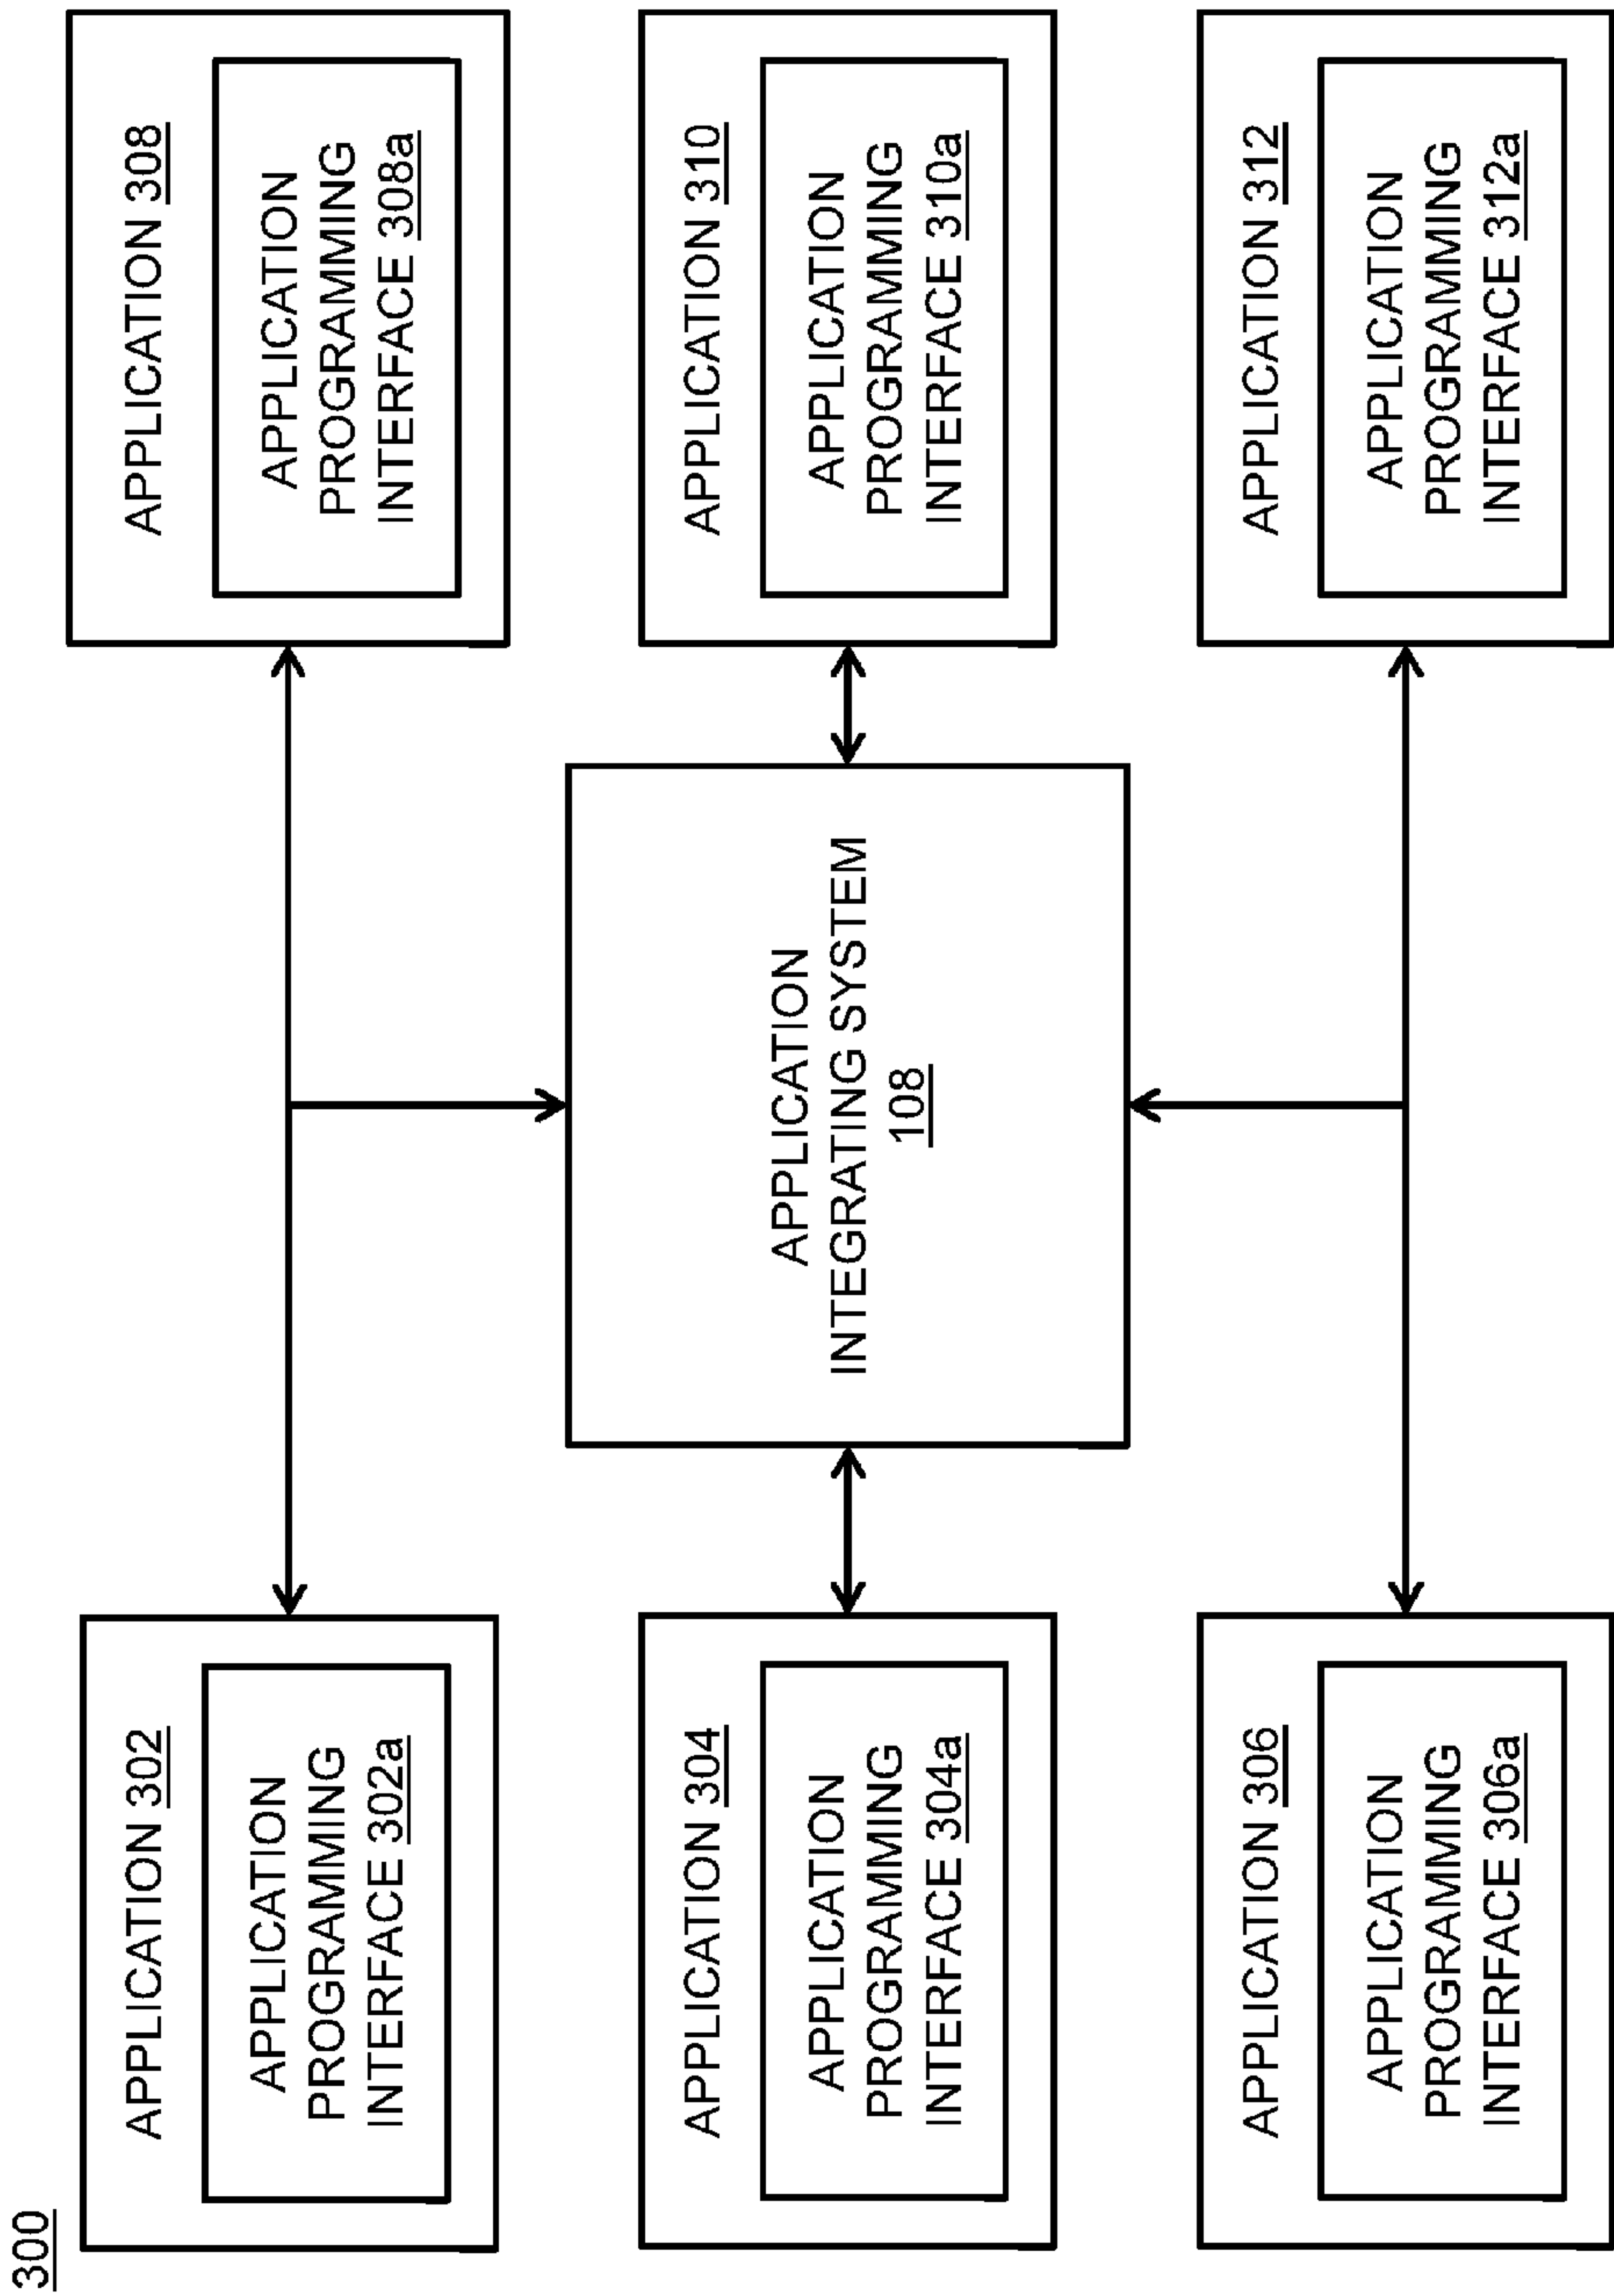 300
APPLICATION 302
APPLICATION
PROGRAMMING
INTERFACE 302a
APPLICATION 304
APPLICATION
PROGRAMMING
INTERFACE 304a
APPLICATION 306
APPLICATION
PROGRAMMING
INTERFACE 306a
APPLICATION
INTEGRATING SYSTEM
108
APPLICATION 308
APPLICATION
PROGRAMMING
INTERFACE 308a
APPLICATION 310
APPLICATION
PROGRAMMING
INTERFACE 310a
APPLICATION 312
APPLICATION
PROGRAMMING
INTERFACE 312a